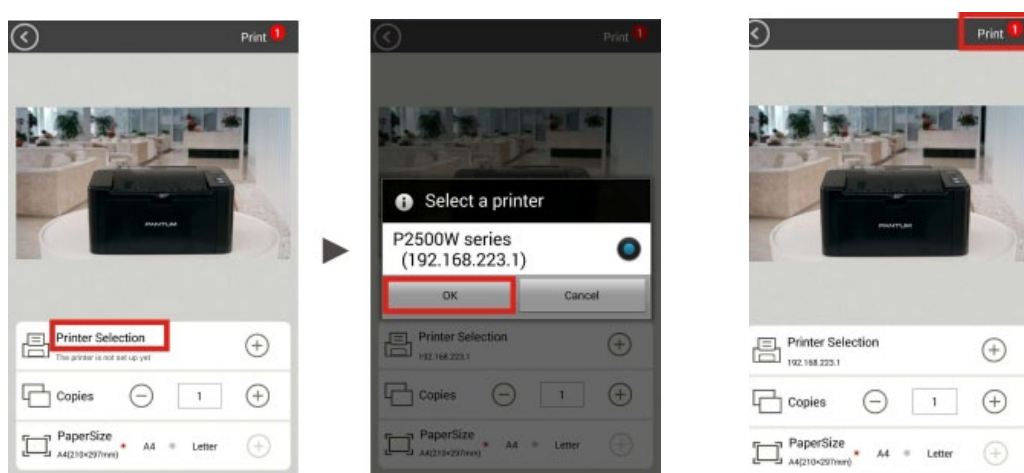 Print 1
PANTUM
Printer Selection
The printer is not set up yet
Copies 1
PaperSize
A4(210×297mm) A4 Letter
Print 1
Select a printer
P2500W series
(192.168.223.1)
OK Cancel
Printer Selection
192.168.223.1
Copies 1
PaperSize
A4(210×297mm) A4 Letter
Print 1
PANTUM
Printer Selection
192.168.223.1
Copies 1
PaperSize
A4(210×297mm) A4 Letter